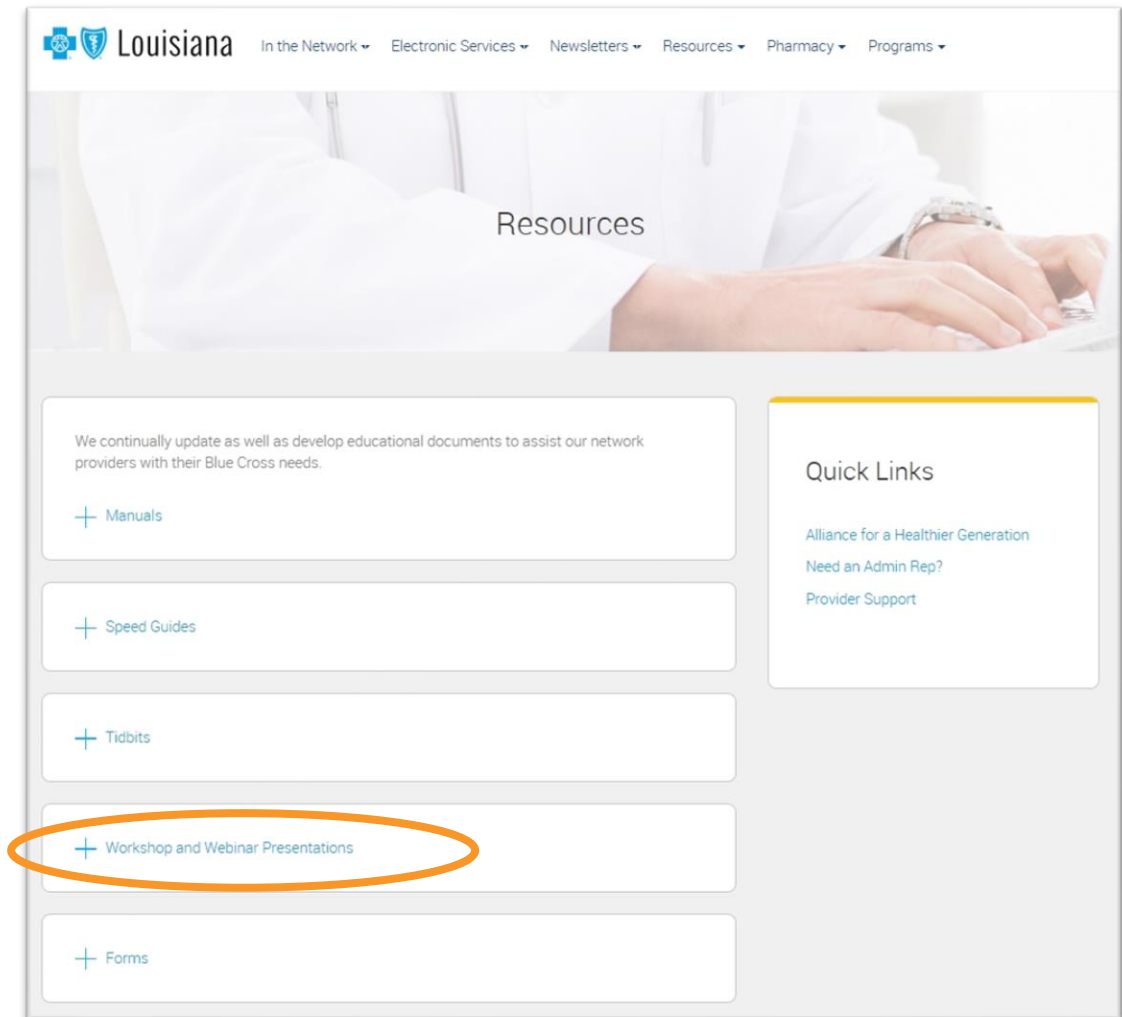 Louisiana In the Network Electronic Services Newsletters Resources Pharmacy Programs
Resources
We continually update as well as develop educational documents to assist our network
providers with their Blue Cross needs.
Manuals
Speed Guides
Tidbits
Workshop and Webinar Presentations
Forms
Quick Links
Alliance for a Healthier Generation
Need an Admin Rep?
Provider Support